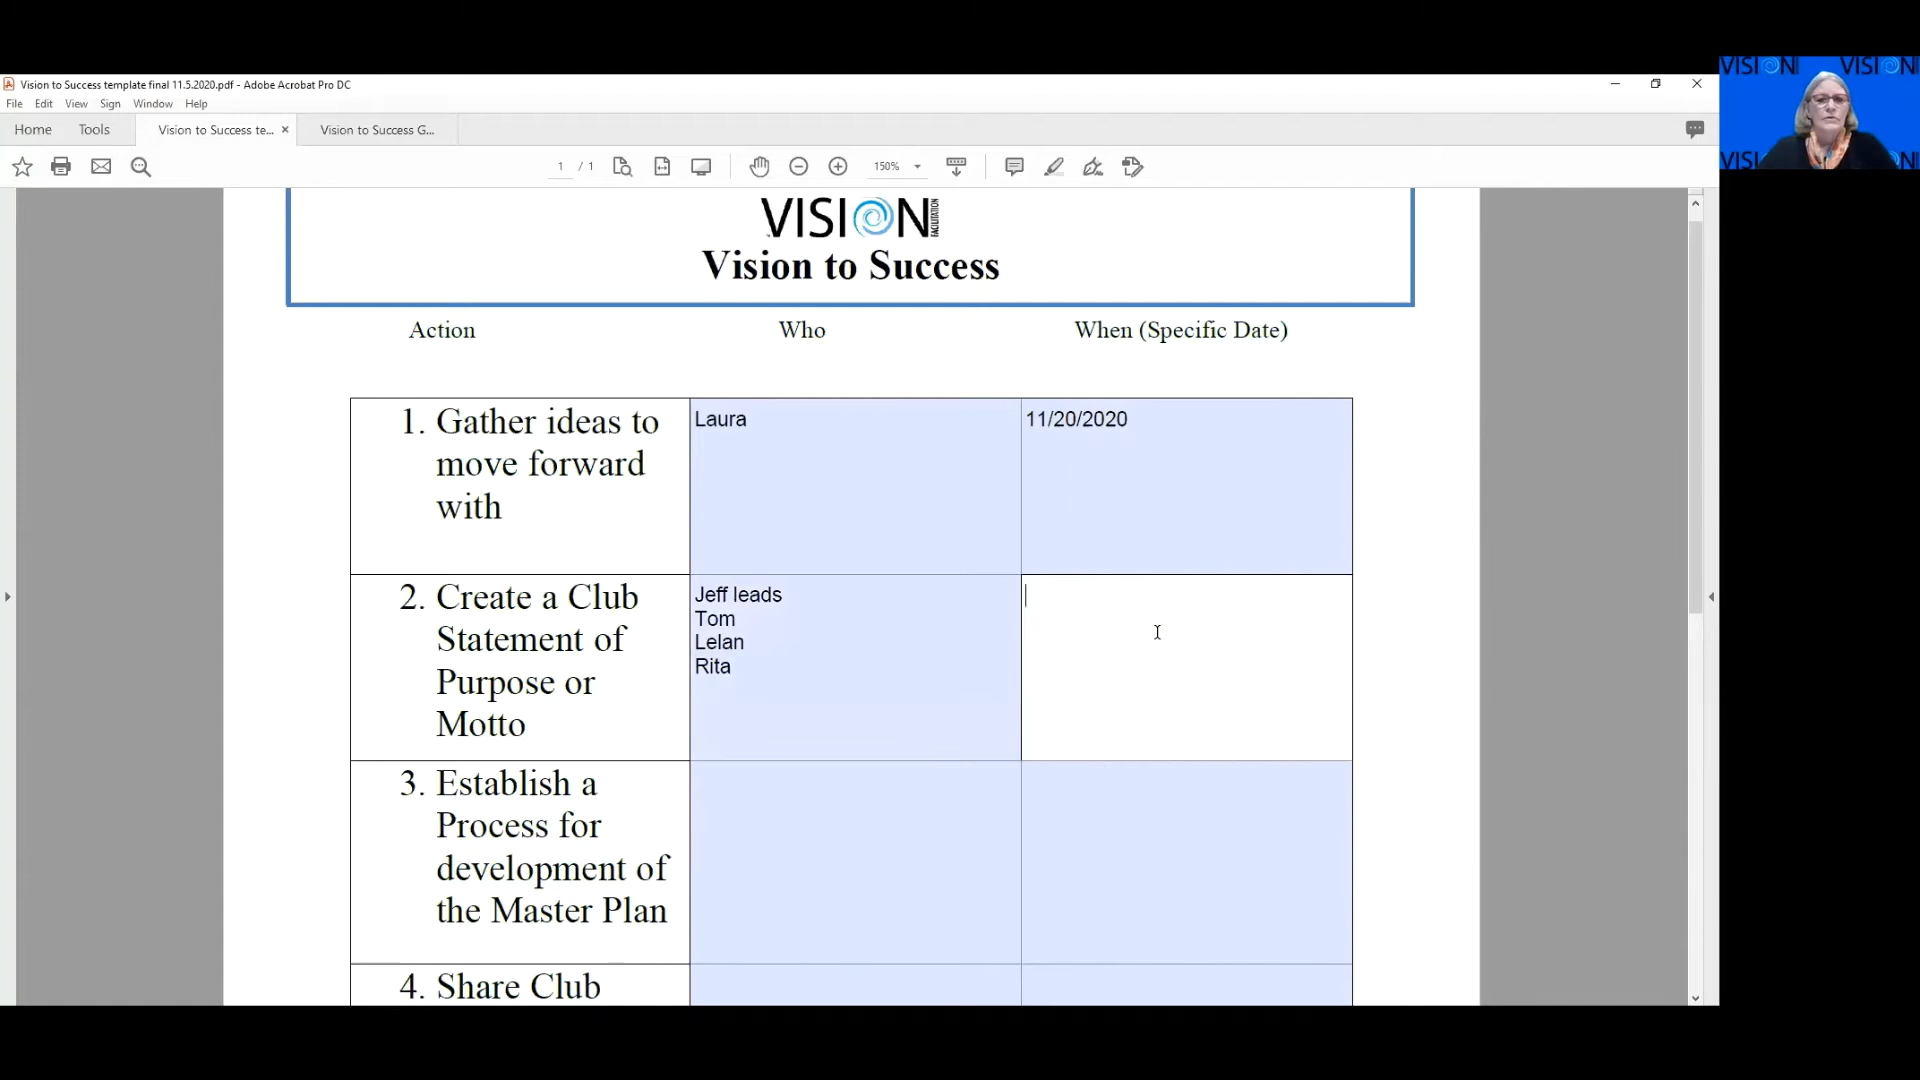 Vision to Success template final 11.5.2020.pdf - Adobe Acrobat Pro DC
File Edit View Sign Window Help
Home Tools Vision to Success te... × Vision to Success G...
1 / 1 150%
VISION FACILITATION
Vision to Success
Action Who When (Specific Date)
1. Gather ideas to
move forward
with
Laura
11/20/2020
2. Create a Club
Statement of
Purpose or
Motto
Jeff leads
Tom
Lelan
Rita
3. Establish a
Process for
development of
the Master Plan
4. Share Club
VISION VISION
VISI ON